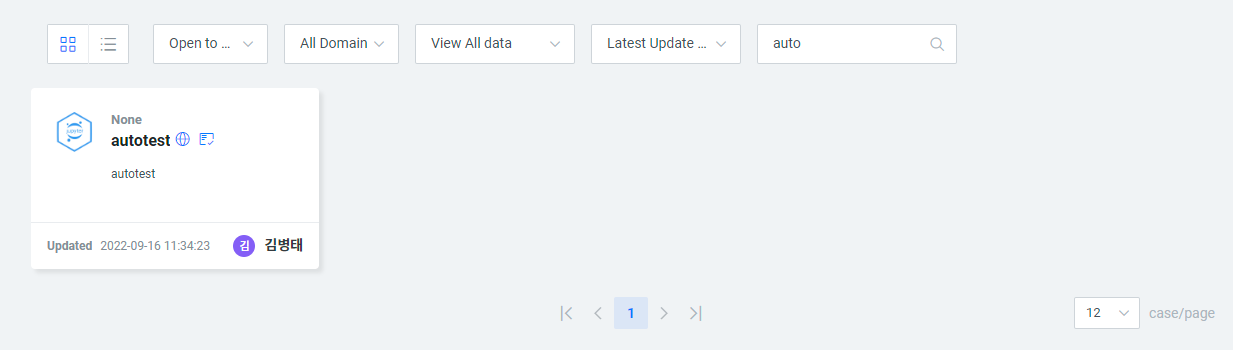 Open to ... All Domain View All data Latest Update ... auto
None
autotest
autotest
Updated 2022-09-16 11:34:23 김 김병태
1 12 case/page